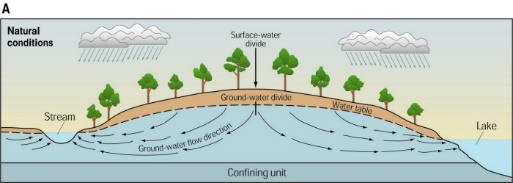 A
Natural
conditions
Surface-water
divide
Ground-water divide
Water table
Stream
Ground-water flow direction
Lake
Confining unit